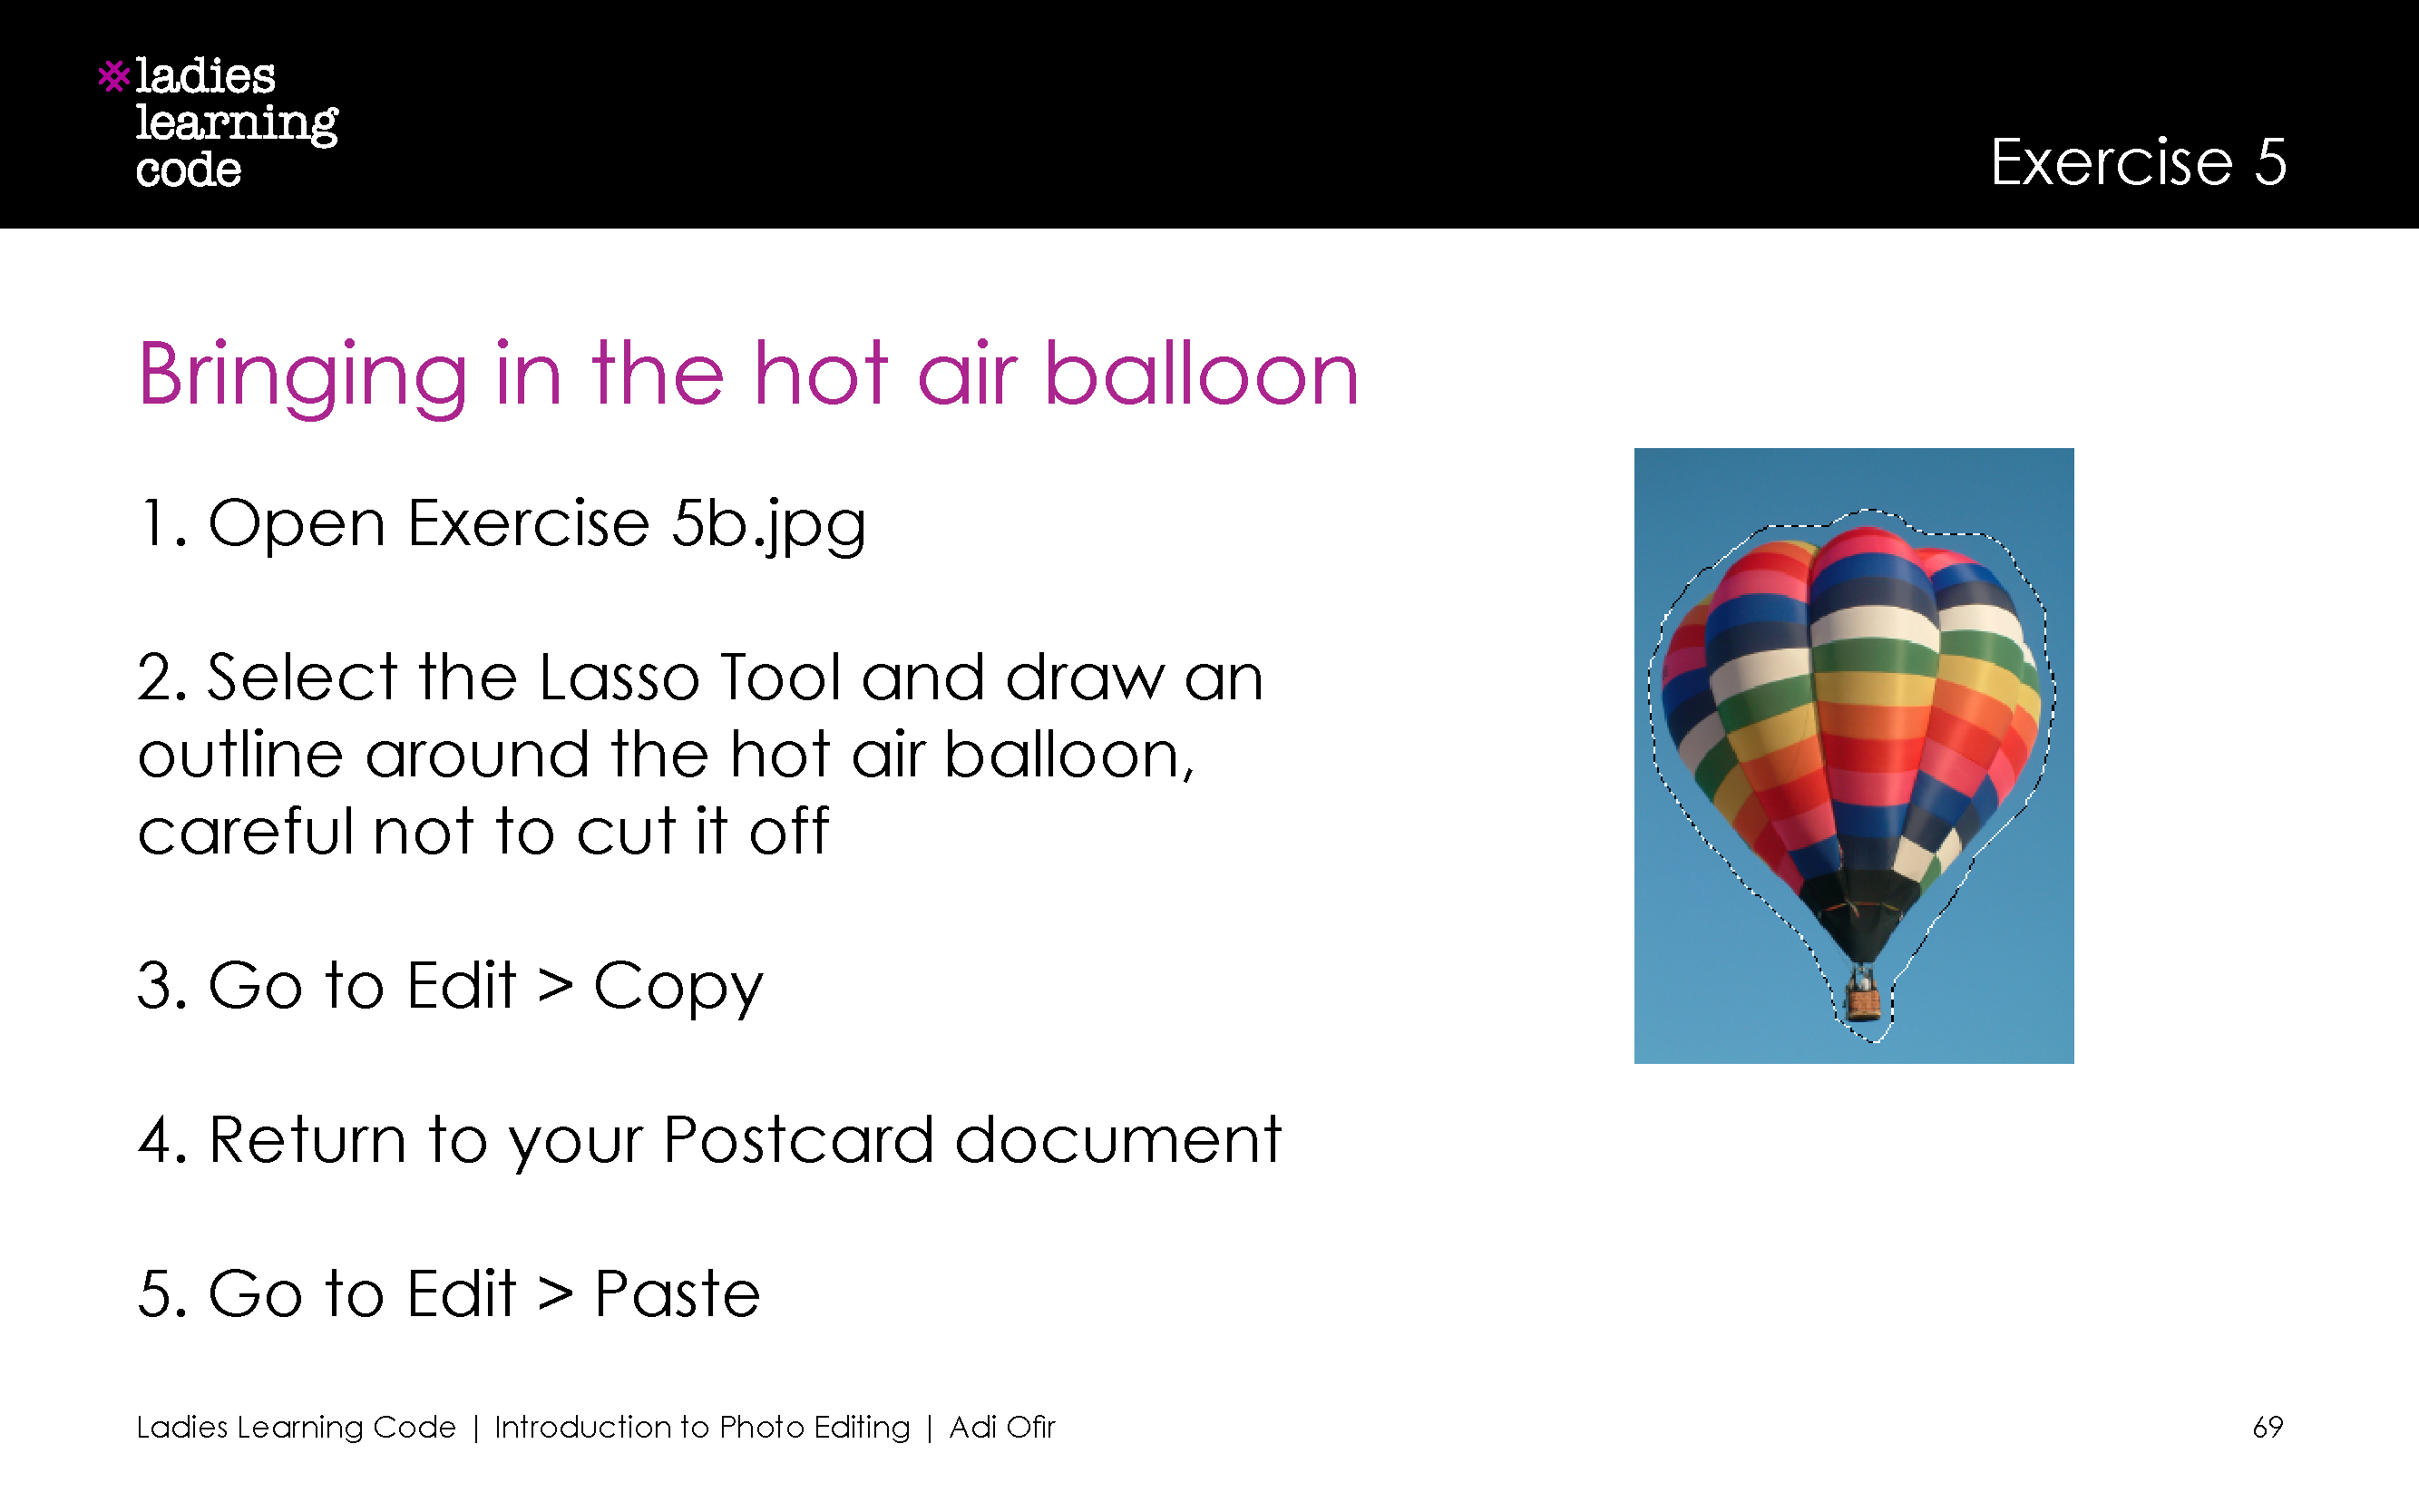 ladies
learning
code
Exercise 5
Bringing in the hot air balloon
1. Open Exercise 5b.jpg
2. Select the Lasso Tool and draw an
outline around the hot air balloon,
careful not to cut it off
3. Go to Edit > Copy
4. Return to your Postcard document
5. Go to Edit > Paste
Ladies Learning Code | Introduction to Photo Editing | Adi Ofir
69